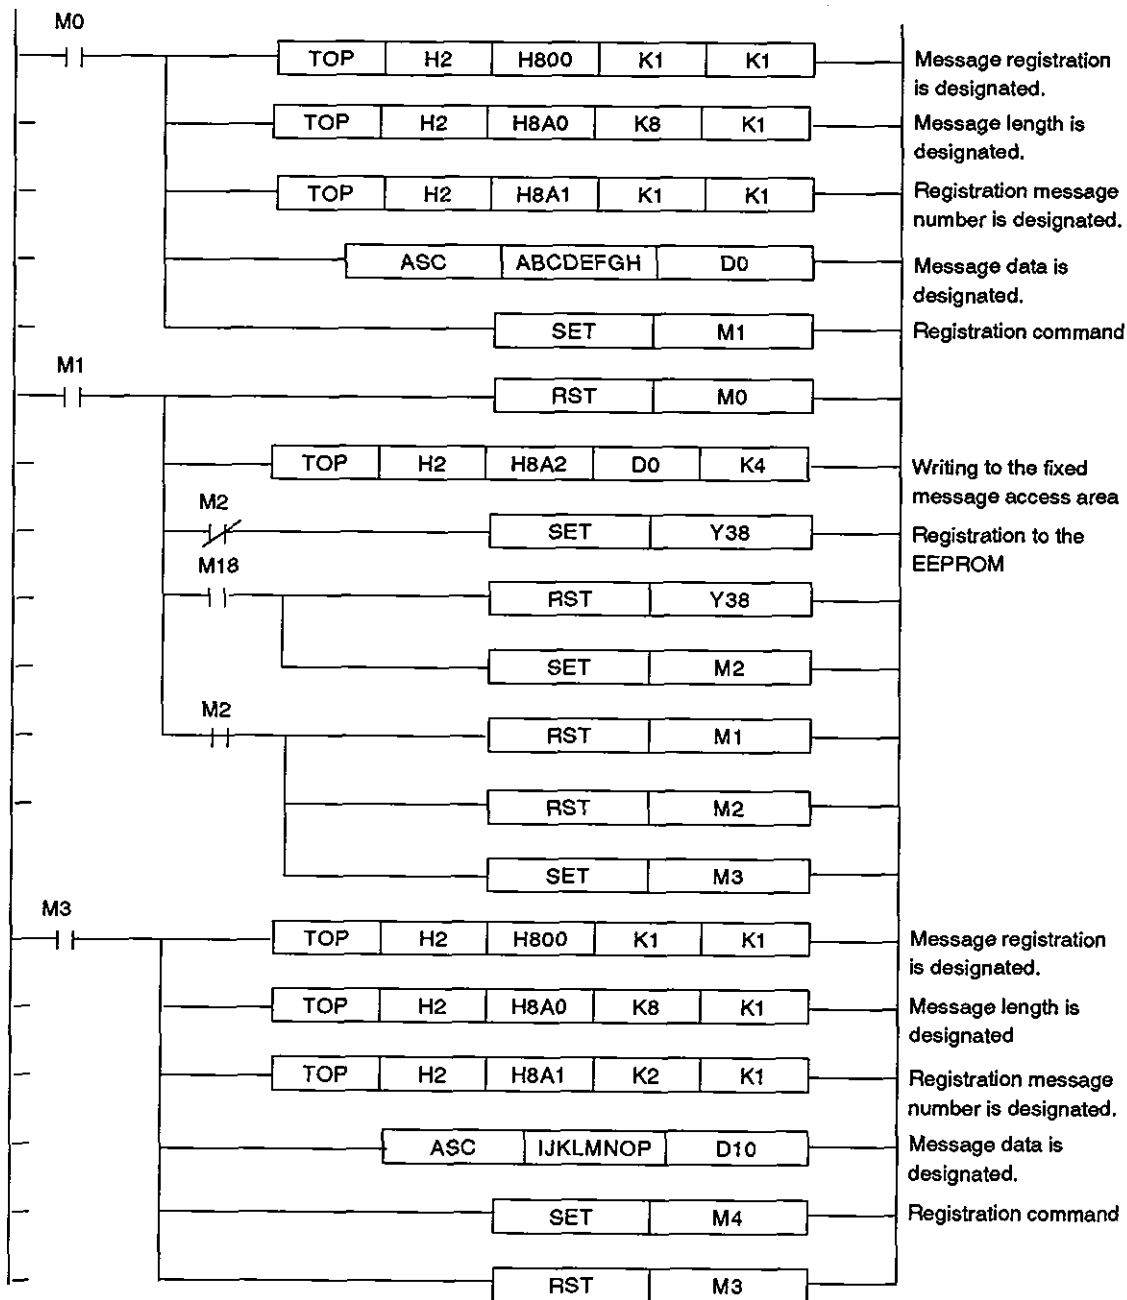 M0
TOP H2 H800 K1 K1
Message registration
is designated.
TOP H2 H8A0 K8 K1
Message length is
designated.
TOP H2 H8A1 K1 K1
Registration message
number is designated.
ASC ABCDEFGH D0
Message data is
designated.
SET M1
Registration command
M1
RST M0
TOP H2 H8A2 D0 K4
Writing to the fixed
message access area
M2
SET Y38
Registration to the
EEPROM
M18
RST Y38
SET M2
M2
RST M1
RST M2
SET M3
M3
TOP H2 H800 K1 K1
Message registration
is designated.
TOP H2 H8A0 K8 K1
Message length is
designated
TOP H2 H8A1 K2 K1
Registration message
number is designated.
ASC IJKLMNOP D10
Message data is
designated.
SET M4
Registration command
RST M3